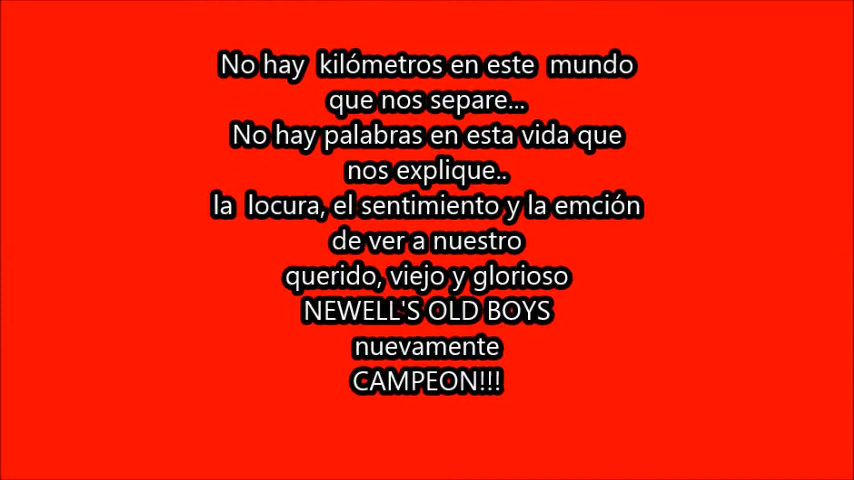 No hay  kilómetros en este  mundo
que nos separe...
No hay palabras en esta vida que
nos explique..
la  locura, el sentimiento y la emción
de ver a nuestro
querido, viejo y glorioso
NEWELL'S OLD BOYS
nuevamente
CAMPEON!!!